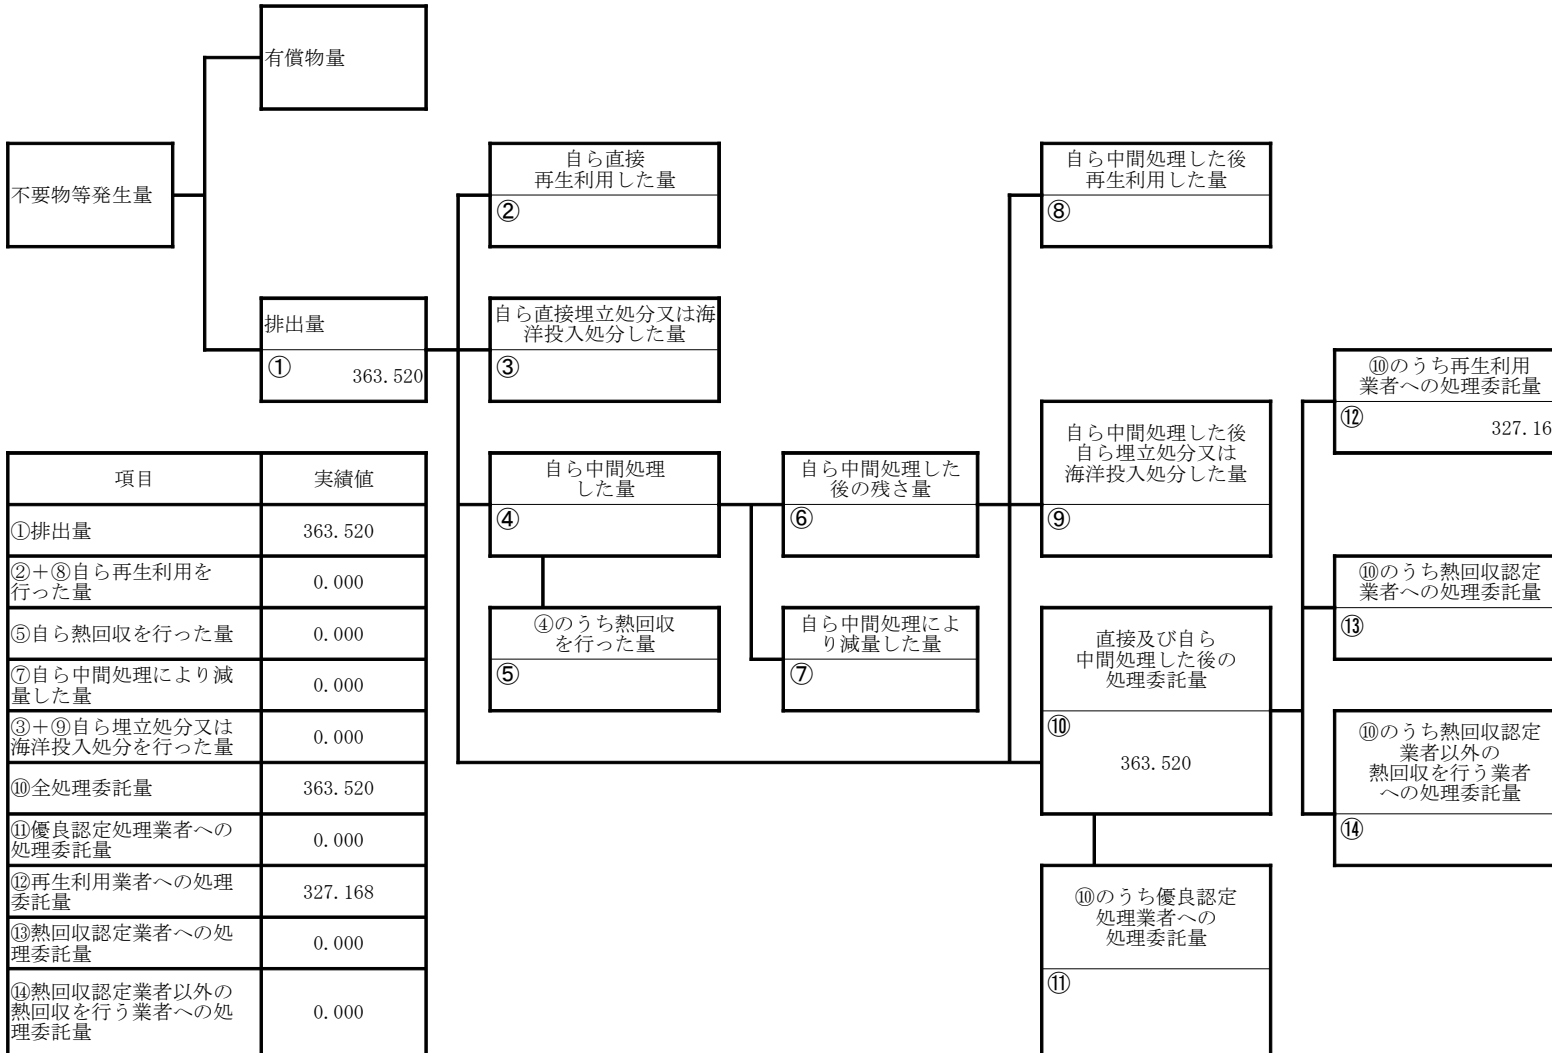 有償物量
不要物等発生量
自ら直接
再生利用した量
②
自ら中間処理した後
再生利用した量
⑧
排出量
①
363.520
自ら直接埋立処分又は海
洋投入処分した量
③
⑩のうち再生利用
業者への処理委託量
⑫
327.16
自ら中間処理
した量
④
自ら中間処理した
後の残さ量
⑥
自ら中間処理した後
自ら埋立処分又は
海洋投入処分した量
⑨
④のうち熱回収
を行った量
⑤
自ら中間処理によ
り減量した量
⑦
直接及び自ら
中間処理した後の
処理委託量
⑩
363.520
⑩のうち熱回収認定
業者への処理委託量
⑬
⑩のうち熱回収認定
業者以外の
熱回収を行う業者
への処理委託量
⑭
⑩のうち優良認定
処理業者への
処理委託量
⑪
項目 実績値
①排出量 363.520
②+⑧自ら再生利用を
行った量 0.000
⑤自ら熱回収を行った量 0.000
⑦自ら中間処理により減
量した量 0.000
③+⑨自ら埋立処分又は
海洋投入処分を行った量 0.000
⑩全処理委託量 363.520
⑪優良認定処理業者への
処理委託量 0.000
⑫再生利用業者への処理
委託量 327.168
⑬熱回収認定業者への処
理委託量 0.000
⑭熱回収認定業者以外の
熱回収を行う業者への処
理委託量 0.000